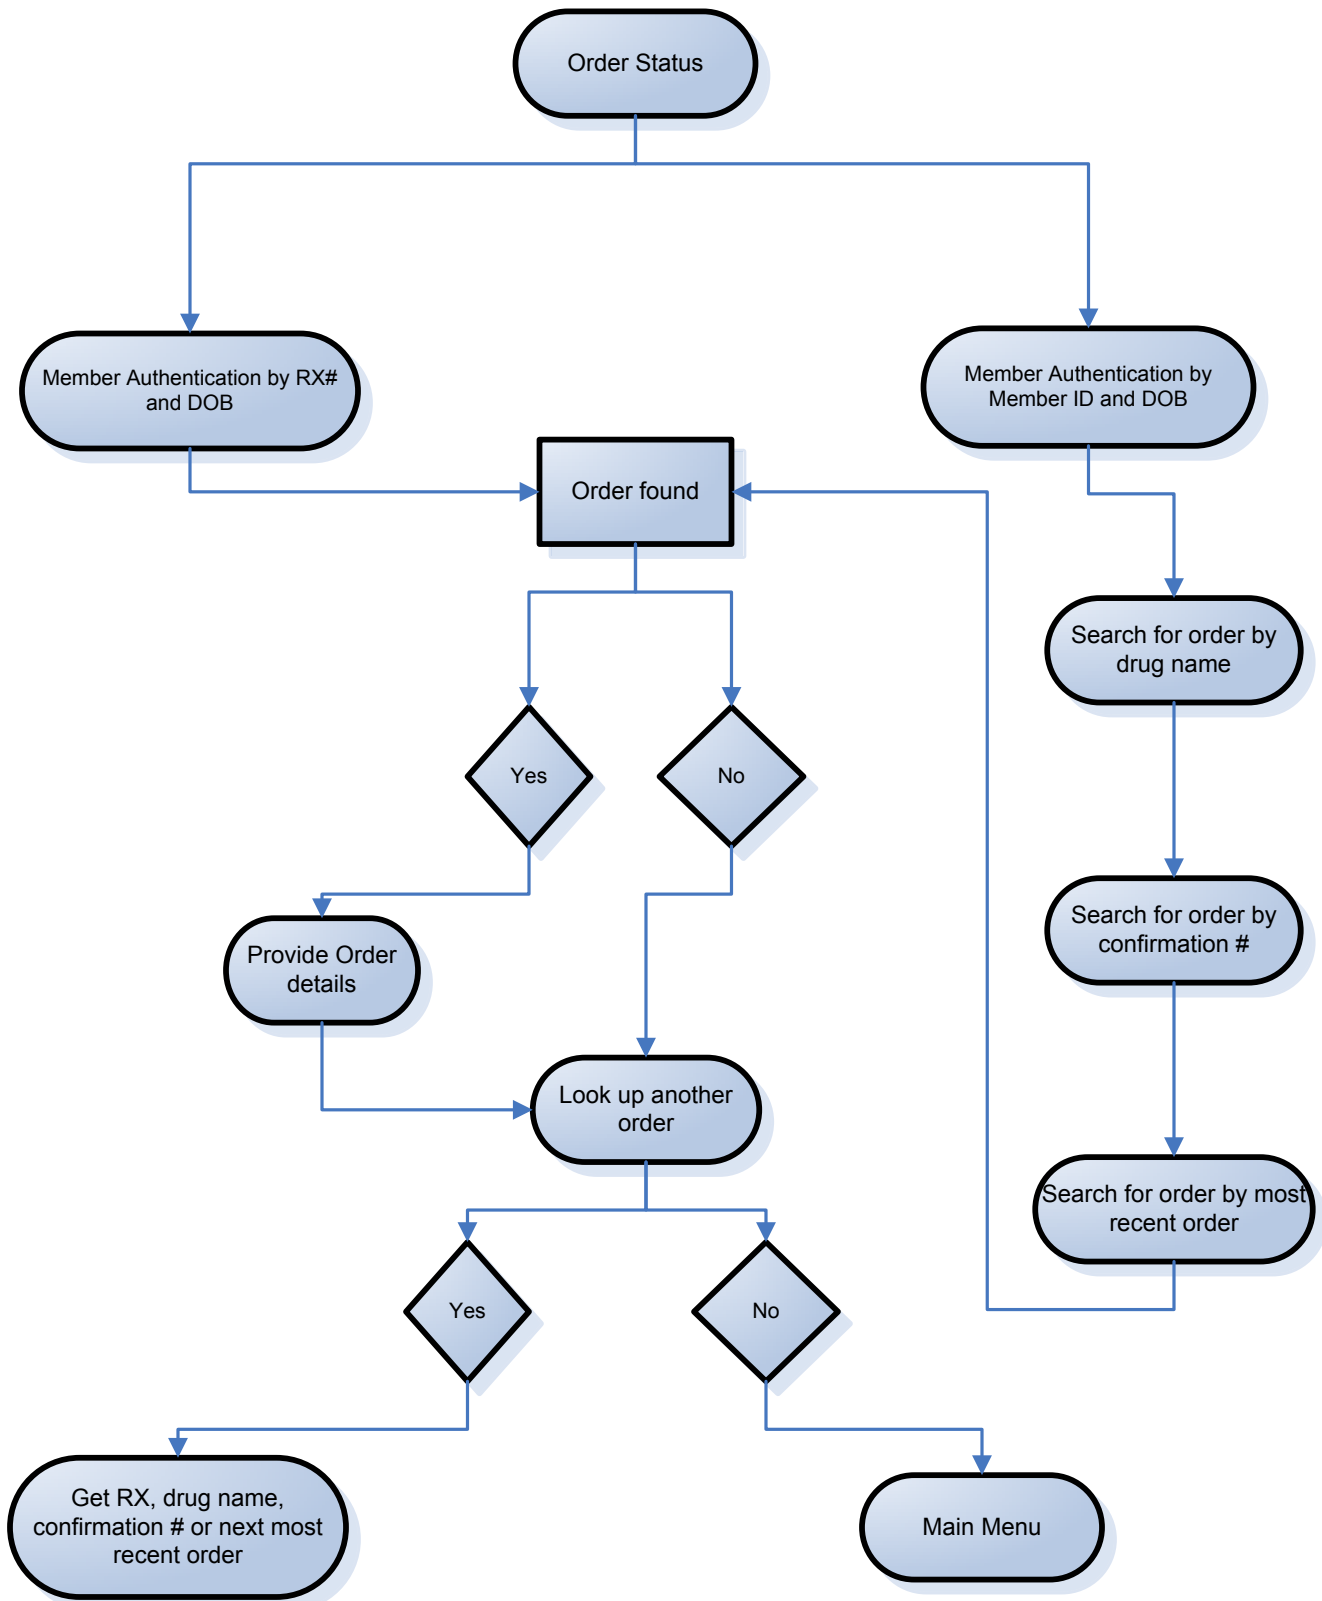 Order Status
Member Authentication by RX#
and DOB
Member Authentication by
Member ID and DOB
Order found
Search for order by
drug name
Yes
No
Search for order by
confirmation #
Provide Order
details
Look up another
order
Search for order by most
recent order
Yes
No
Get RX, drug name,
confirmation # or next most
recent order
Main Menu